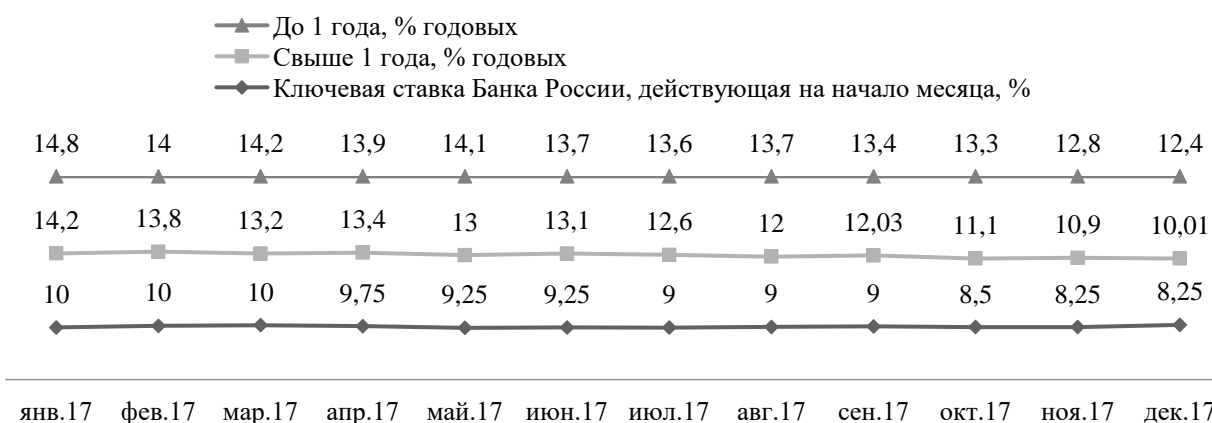 До 1 года, % годовых
Свыше 1 года, % годовых
Ключевая ставка Банка России, действующая на начало месяца, %
14,8 14 14,2 13,9 14,1 13,7 13,6 13,7 13,4 13,3 12,8 12,4
14,2 13,8 13,2 13,4 13 13,1 12,6 12 12,03 11,1 10,9 10,01
10 10 10 9,75 9,25 9,25 9 9 9 8,5 8,25 8,25
янв.17 фев.17 мар.17 апр.17 май.17 июн.17 июл.17 авг.17 сен.17 окт.17 ноя.17 дек.17